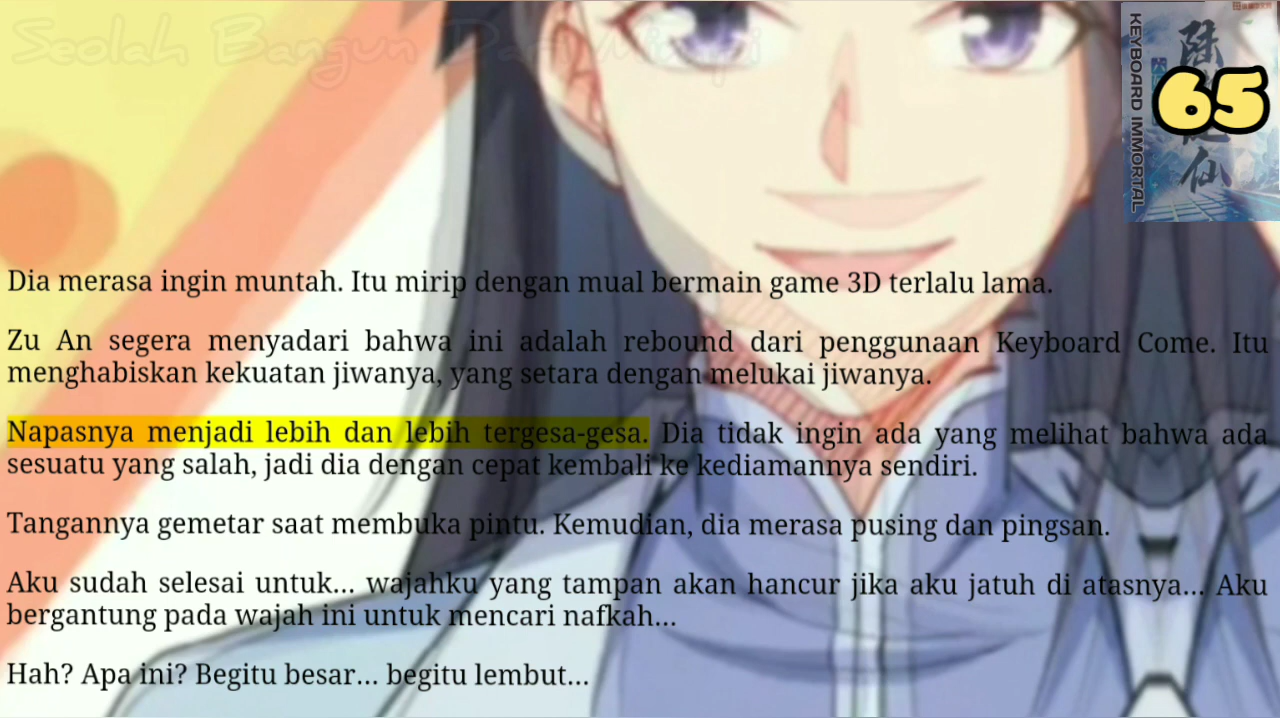 Seolah Bangun Dari Mimpi
KEYBOARD IMMORTAL
65
仙
Dia merasa ingin muntah. Itu mirip dengan mual bermain game 3D terlalu lama.
Zu An segera menyadari bahwa ini adalah rebound dari penggunaan Keyboard Come. Itu
menghabiskan kekuatan jiwanya, yang setara dengan melukai jiwanya.
Napasnya menjadi lebih dan lebih tergesa-gesa. Dia tidak ingin ada yang melihat bahwa ada
sesuatu yang salah, jadi dia dengan cepat kembali ke kediamannya sendiri.
Tangannya gemetar saat membuka pintu. Kemudian, dia merasa pusing dan pingsan.
Aku sudah selesai untuk... wajahku yang tampan akan hancur jika aku jatuh di atasnya... Aku
bergantung pada wajah ini untuk mencari nafkah...
Hah? Apa ini? Begitu besar... begitu lembut...